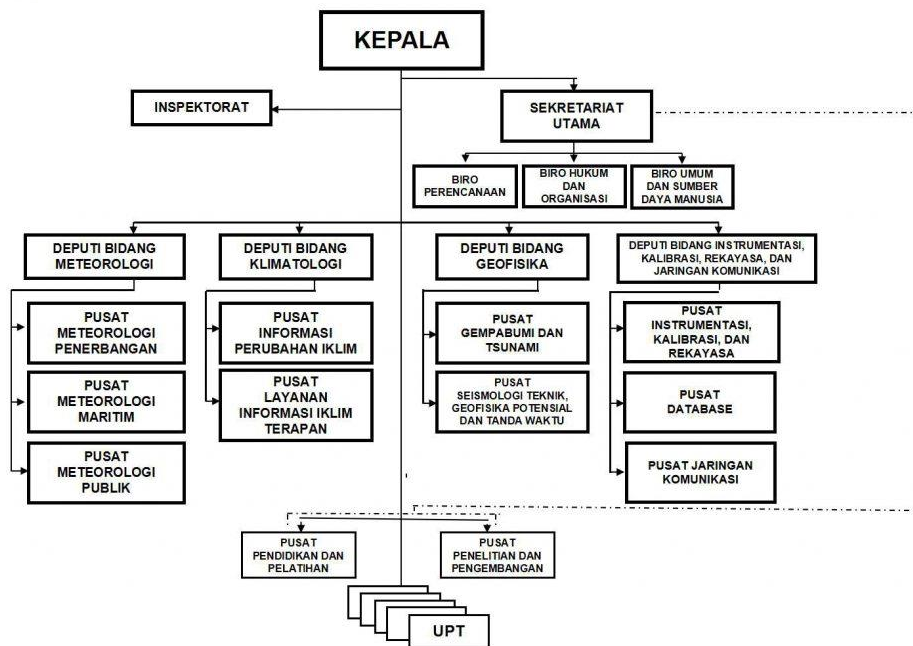 KEPALA
INSPEKTORAT
SEKRETARIAT
UTAMA
BIRO
PERENCANAAN
BIRO HUKUM
DAN
ORGANISASI
BIRO UMUM
DAN SUMBER
DAYA MANUSIA
DEPUTI BIDANG
METEOROLOGI
DEPUTI BIDANG
KLIMATOLOGI
DEPUTI BIDANG
GEOFISIKA
DEPUTI BIDANG INSTRUMENTASI,
KALIBRASI, REKAYASA, DAN
JARINGAN KOMUNIKASI
PUSAT
METEOROLOGI
PENERBANGAN
PUSAT
METEOROLOGI
MARITIM
PUSAT
METEOROLOGI
PUBLIK
PUSAT
INFORMASI
PERUBAHAN IKLIM
PUSAT
LAYANAN
INFORMASI IKLIM
TERAPAN
PUSAT
GEMPABUMI DAN
TSUNAMI
PUSAT
SEISMOLOGI TEKNIK,
GEOFISIKA POTENSIAL
DAN TANDA WAKTU
PUSAT
INSTRUMENTASI,
KALIBRASI, DAN
REKAYASA
PUSAT
DATABASE
PUSAT JARINGAN
KOMUNIKASI
PUSAT
PENDIDIKAN DAN
PELATIHAN
PUSAT
PENELITIAN DAN
PENGEMBANGAN
UPT